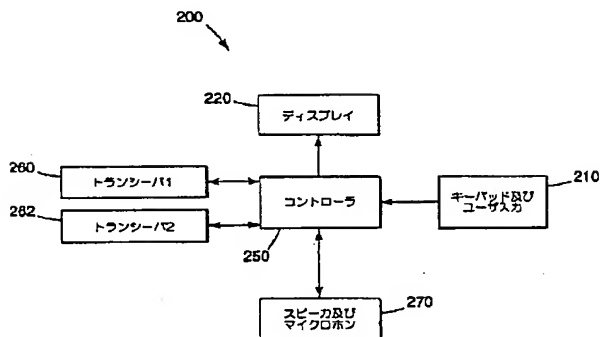 200
220
ディスプレイ
260
トランシーバ1
262
トランシーバ2
コントローラ
250
キーパッド及び
ユーザ入力
210
スピーカ及び
マイクロホン
270